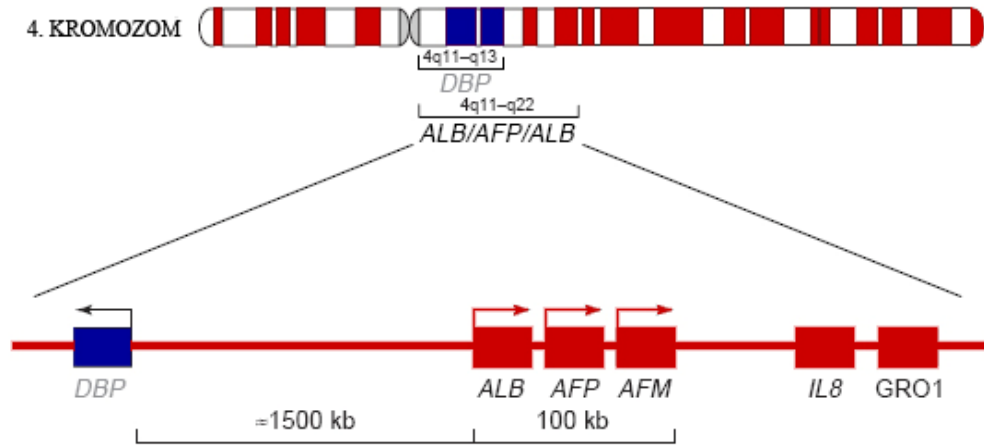 4. KROMOZOM
4q11–q13
DBP
4q11–q22
ALB/AFP/ALB
DBP ALB AFP AFM IL8 GRO1
≈1500 kb 100 kb